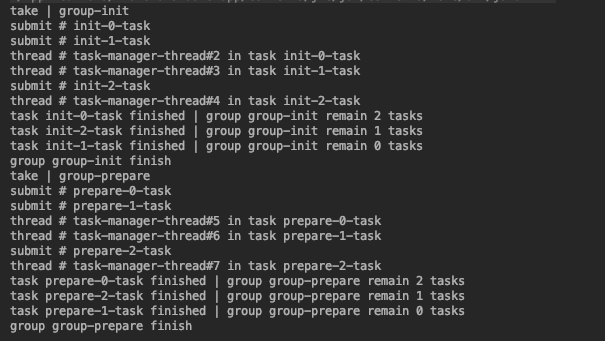 take | group-init
submit # init-0-task
submit # init-1-task
thread # task-manager-thread#2 in task init-0-task
thread # task-manager-thread#3 in task init-1-task
submit # init-2-task
thread # task-manager-thread#4 in task init-2-task
task init-0-task finished | group group-init remain 2 tasks
task init-2-task finished | group group-init remain 1 tasks
task init-1-task finished | group group-init remain 0 tasks
group group-init finish
take | group-prepare
submit # prepare-0-task
submit # prepare-1-task
thread # task-manager-thread#5 in task prepare-0-task
thread # task-manager-thread#6 in task prepare-1-task
submit # prepare-2-task
thread # task-manager-thread#7 in task prepare-2-task
task prepare-0-task finished | group group-prepare remain 2 tasks
task prepare-2-task finished | group group-prepare remain 1 tasks
task prepare-1-task finished | group group-prepare remain 0 tasks
group group-prepare finish